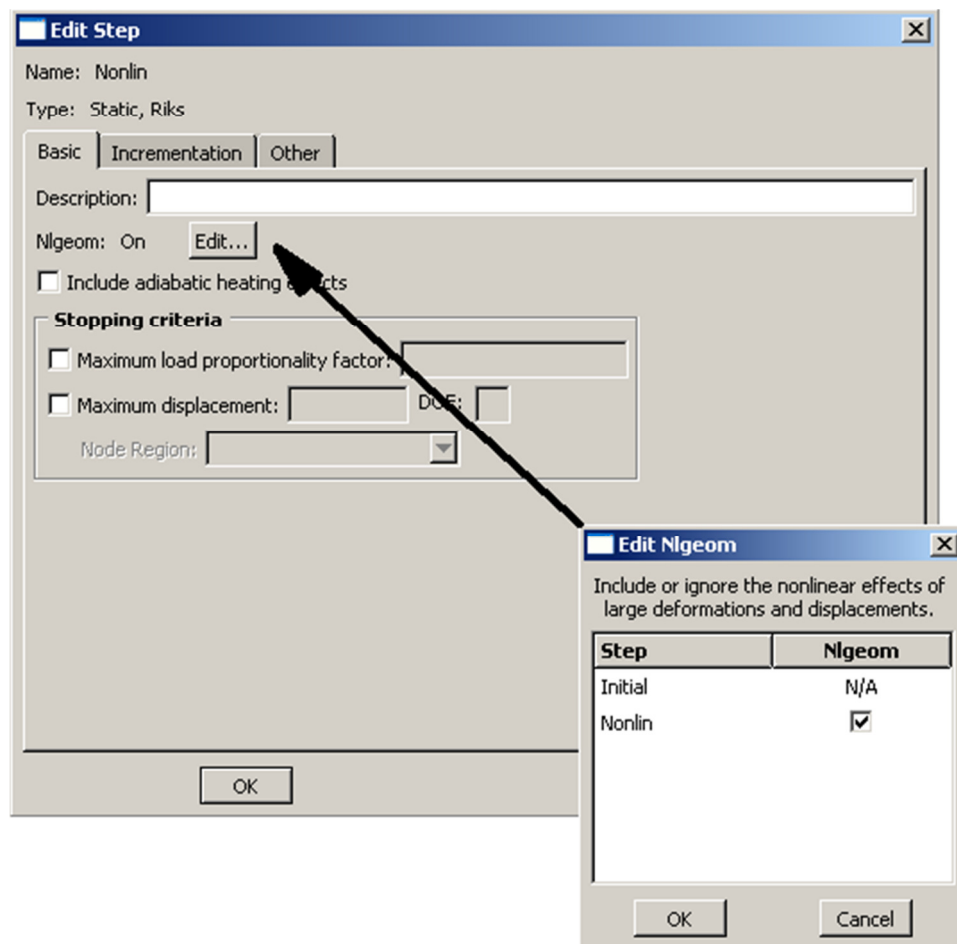 Edit Step
Name: Nonlin
Type: Static, Riks
Basic Incrementation Other
Description:
Nlgeom: On Edit...
Include adiabatic heating
Stopping criteria
Maximum load proportionality factor:
Maximum displacement: DOF:
Node Region:
OK
Edit Nlgeom
Include or ignore the nonlinear effects of
large deformations and displacements.
Step Nlgeom
Initial N/A
Nonlin
OK Cancel